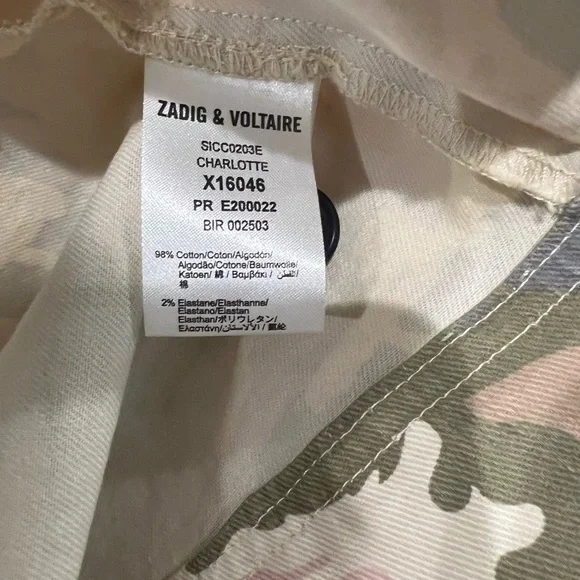 ZADIG & VOLTAIRE
SICC0203E
CHARLOTTE
X16046
PR E200022
BIR 002503
98% Cotton/Coton/Algodón/
Algodão/Cotone/Baumwolle/
Katoen/ 綿 / Βαμβάκι / القطن /
棉
2% Elastane/Elasthanne/
Elastano/Elastan
Elasthan/ポリウレタン/
Ελαστάνη/الاستان/氨纶